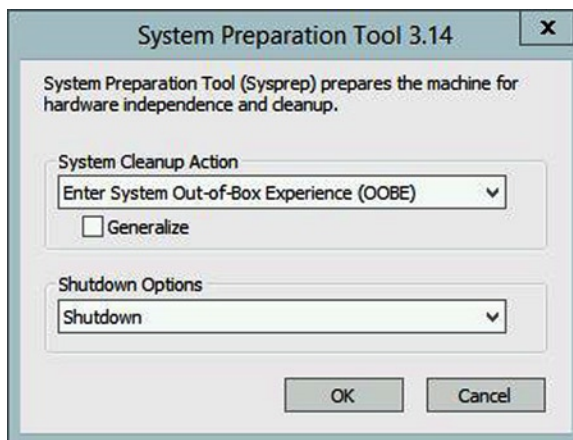 System Preparation Tool 3.14
x
System Preparation Tool (Sysprep) prepares the machine for
hardware independence and cleanup.
System Cleanup Action
Enter System Out-of-Box Experience (OOBE)
Generalize
Shutdown Options
Shutdown
OK Cancel